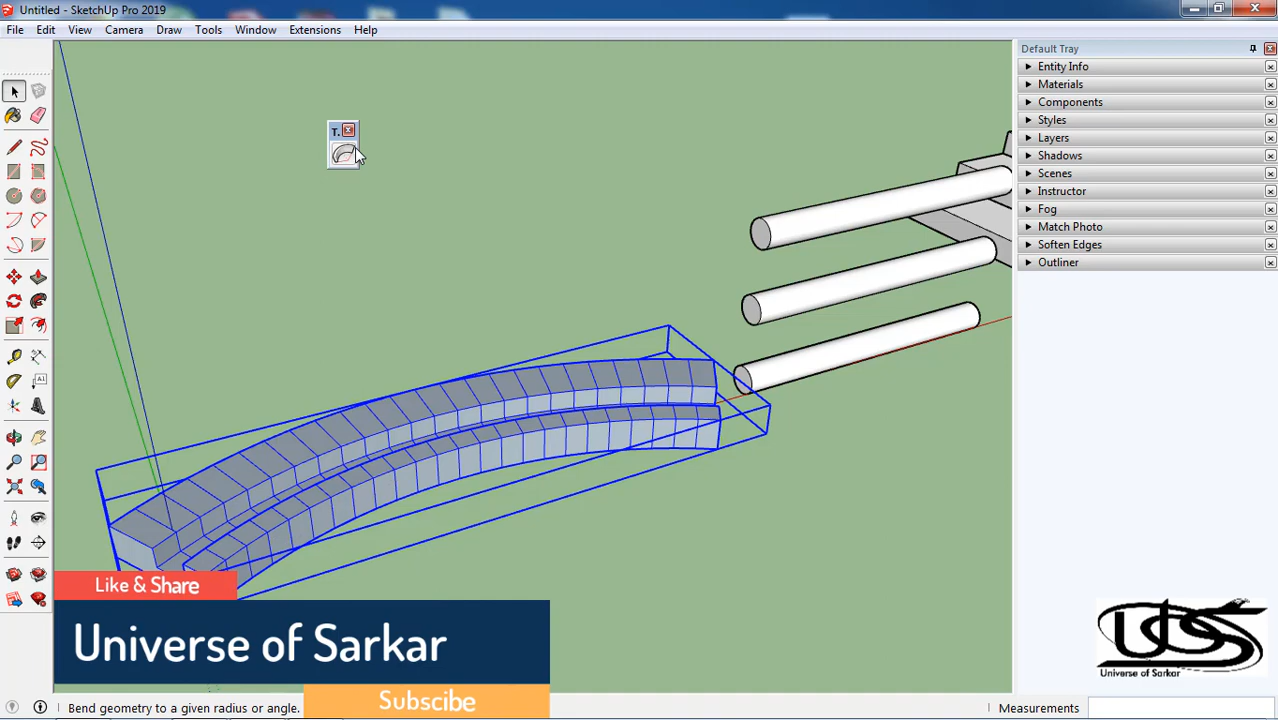 Untitled - SketchUp Pro 2019
File Edit View Camera Draw Tools Window Extensions Help
Default Tray
T.
Entity Info
Materials
Components
Styles
Layers
Shadows
Scenes
Instructor
Fog
Match Photo
Soften Edges
Outliner
Like & Share
Universe of Sarkar
Subscibe
UOS
Universe of Sarkar
Bend geometry to a given radius or angle.
Measurements